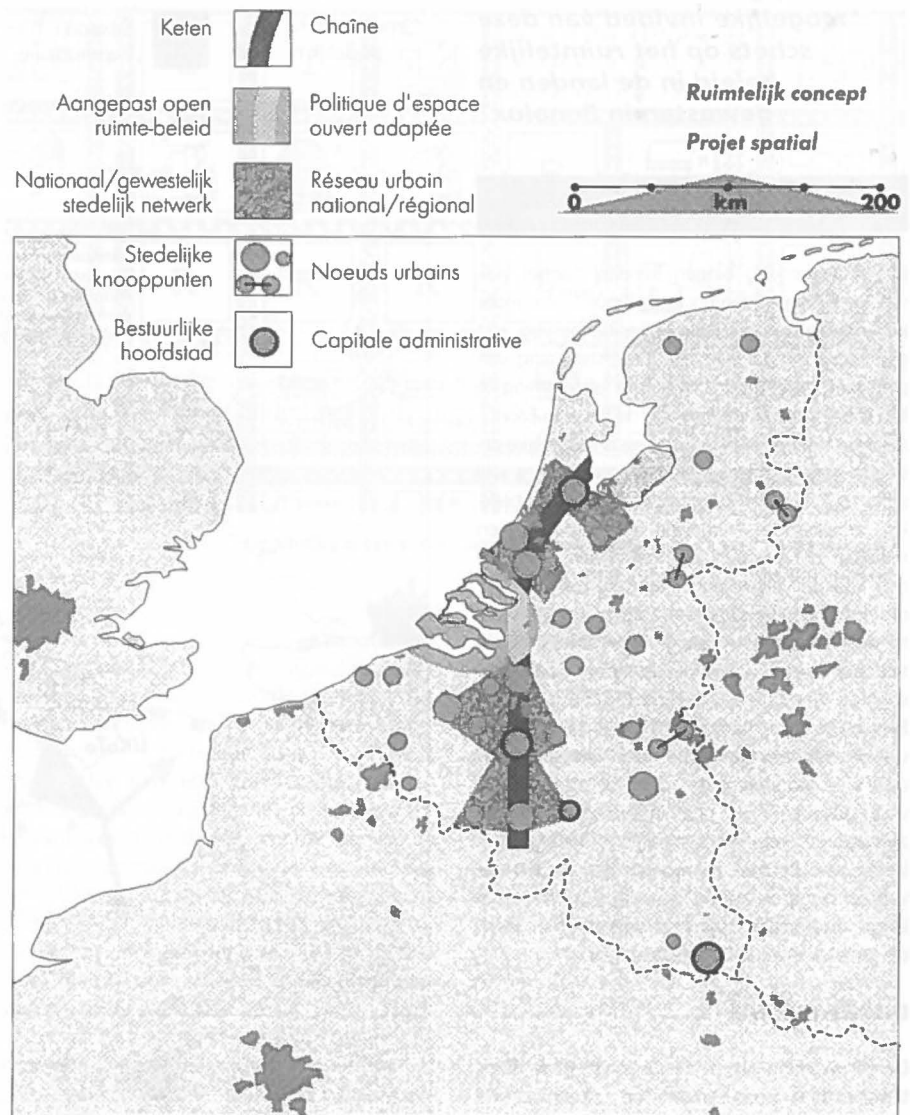 Keten
Chaîne
Aangepast open
ruimte-beleid
Politique d'espace
ouvert adaptée
Nationaal/gewestelijk
stedelijk netwerk
Réseau urbain
national/régional
Stedelijke
knooppunten
Noeuds urbains
Bestuurlijke
hoofdstad
Capitale administrative
Ruimtelijk concept
Projet spatial
0 km 200